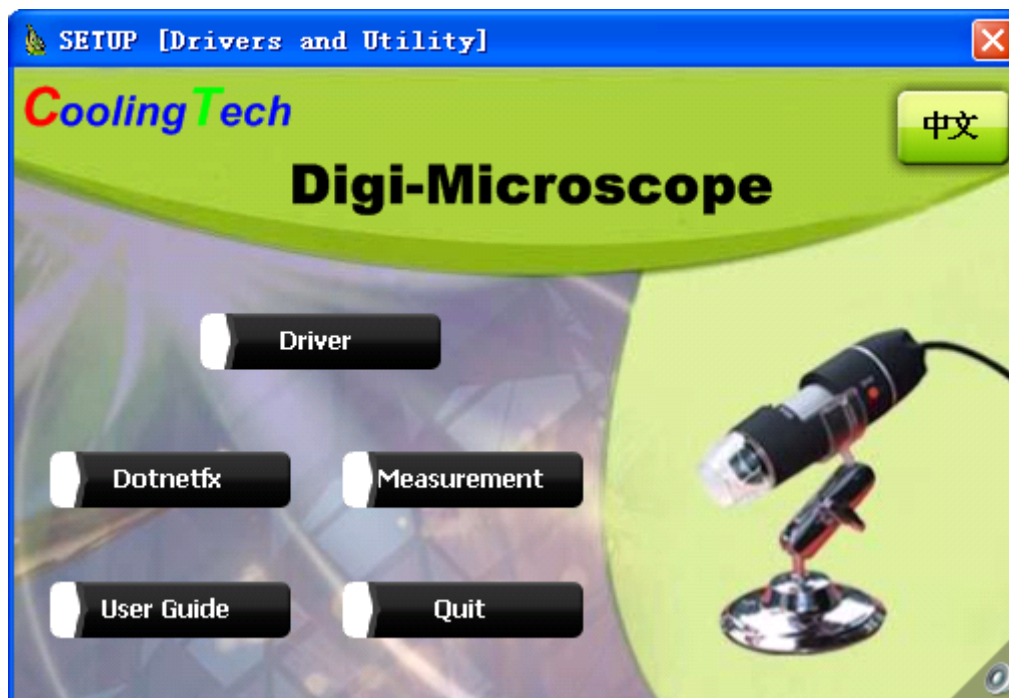 SETUP [Drivers and Utility]
CoolingTech
中文
Digi-Microscope
Driver
Dotnetfx
Measurement
User Guide
Quit